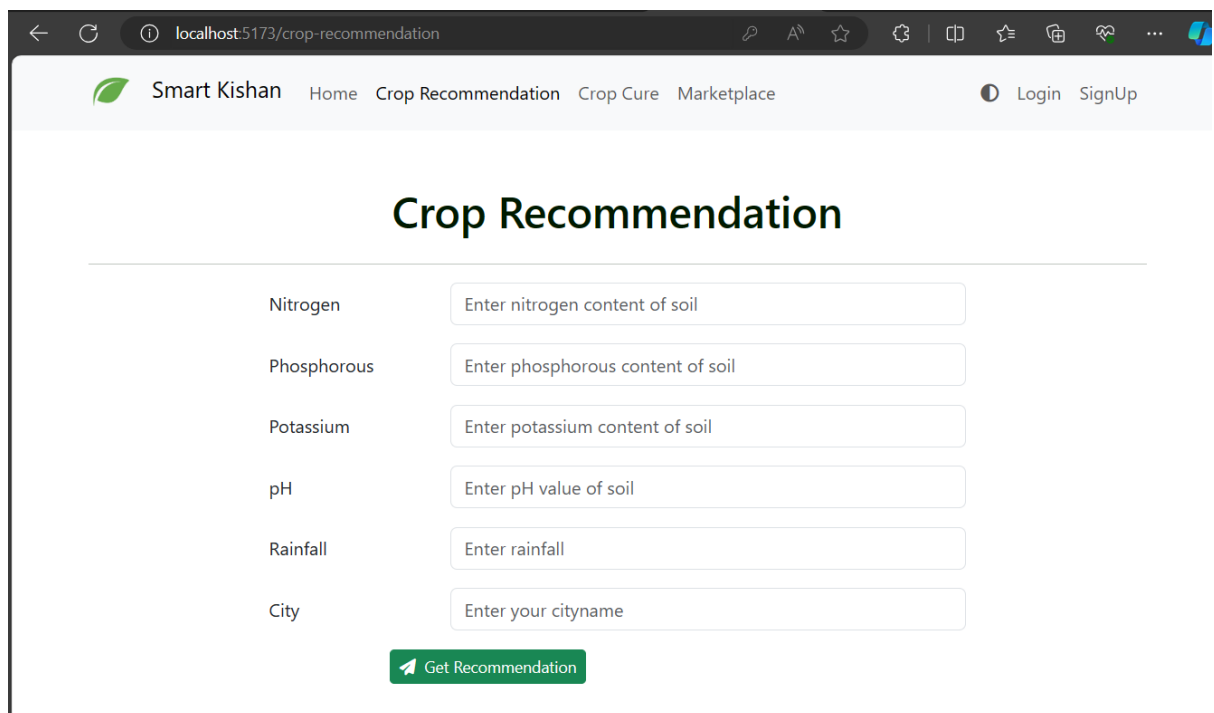 localhost:5173/crop-recommendation
Smart Kishan Home Crop Recommendation Crop Cure Marketplace Login SignUp
Crop Recommendation
Nitrogen Enter nitrogen content of soil
Phosphorous Enter phosphorous content of soil
Potassium Enter potassium content of soil
pH Enter pH value of soil
Rainfall Enter rainfall
City Enter your cityname
Get Recommendation